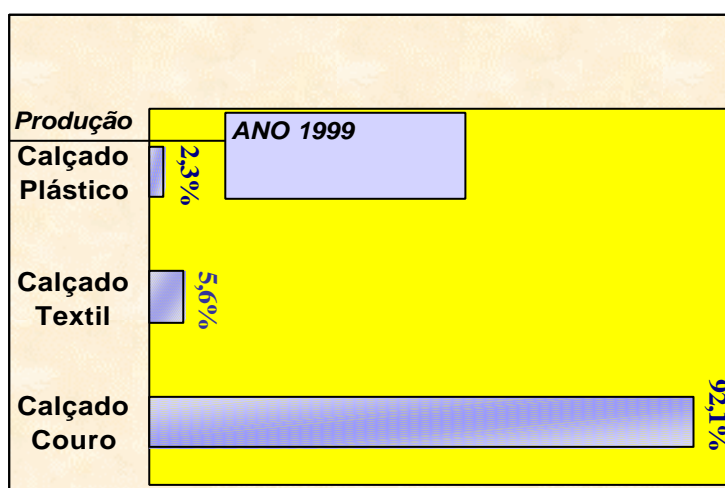 Produção
ANO 1999
Calçado
Plástico
2,3%
Calçado
Textil
5,6%
Calçado
Couro
92,1%